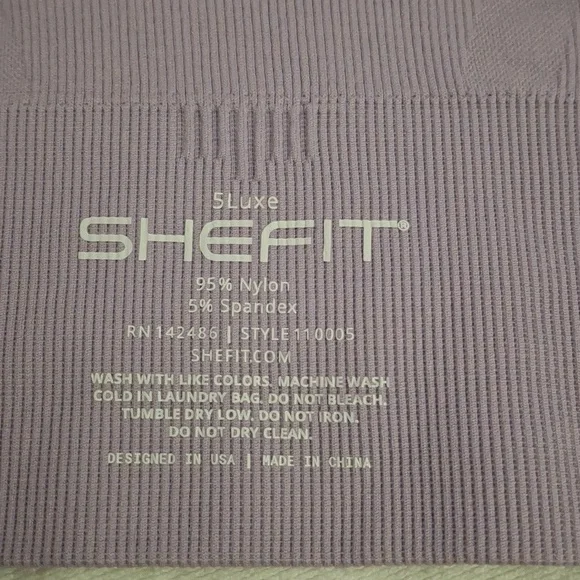 5Luxe
SHEFIT®
95% Nylon
5% Spandex
RN 142486 | STYLE 110005
SHEFIT.COM
WASH WITH LIKE COLORS. MACHINE WASH
COLD IN LAUNDRY BAG. DO NOT BLEACH.
TUMBLE DRY LOW. DO NOT IRON.
DO NOT DRY CLEAN.
DESIGNED IN USA | MADE IN CHINA